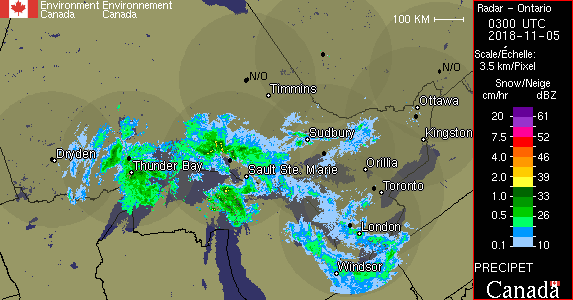 Environment Environnement
Canada Canada
100 KM
N/O
N/O
Timmins
Ottawa
Sudbury
Kingston
Dryden
Thunder Bay
Sault Ste. Marie
Orillia
Toronto
London
Windsor
Radar - Ontario
0300 UTC
2018-11-05
Scale/Échelle:
3.5 km/Pixel
Snow/Neige
cm/hr dBZ
20 61
7.5 52
4.0 46
2.0 39
1.0 33
0.5 26
0.1 10
PRECIPET
Canada